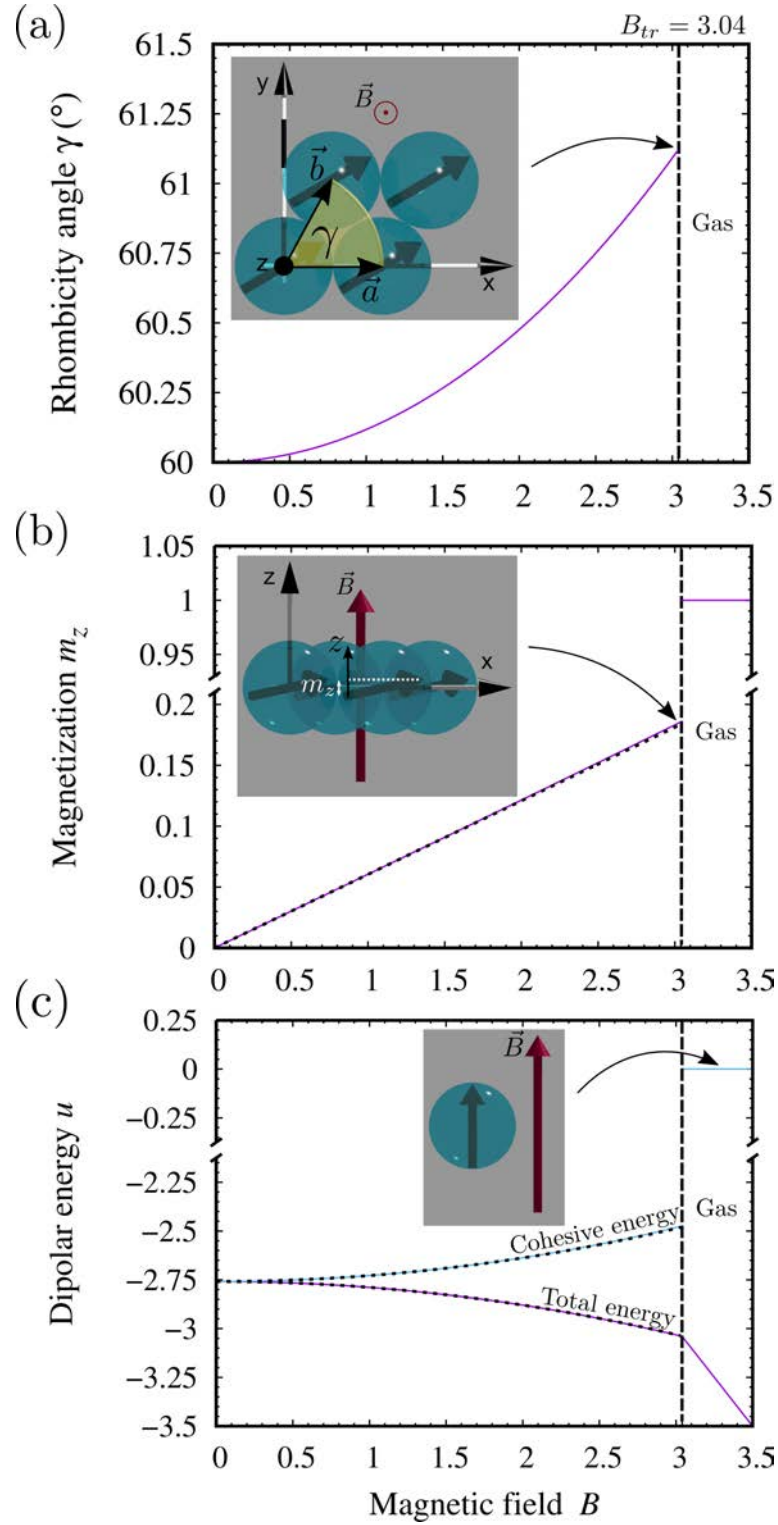 (a)
B_tr = 3.04
Rhombicity angle γ (°)
61.5
61.25
61
60.75
60.5
60.25
60
y
B⃗
b⃗
γ
z
a⃗
x
Gas
0 0.5 1 1.5 2 2.5 3 3.5
(b)
Magnetization m_z
1.05
1
0.95
0.2
0.15
0.1
0.05
0
z
B⃗
z
m_z
x
Gas
0 0.5 1 1.5 2 2.5 3 3.5
(c)
Dipolar energy u
0.25
0
−0.25
−2.25
−2.5
−2.75
−3
−3.25
−3.5
B⃗
Gas
Cohesive energy
Total energy
0 0.5 1 1.5 2 2.5 3 3.5
Magnetic field B